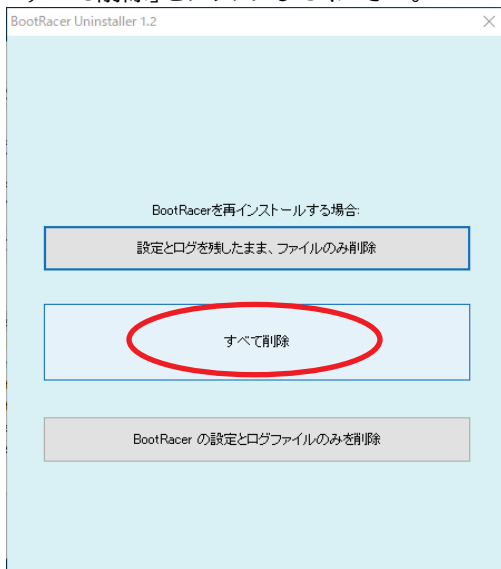 BootRacer Uninstaller 1.2
BootRacerを再インストールする場合:
設定とログを残したまま、ファイルのみ削除
すべて削除
BootRacer の設定とログファイルのみを削除